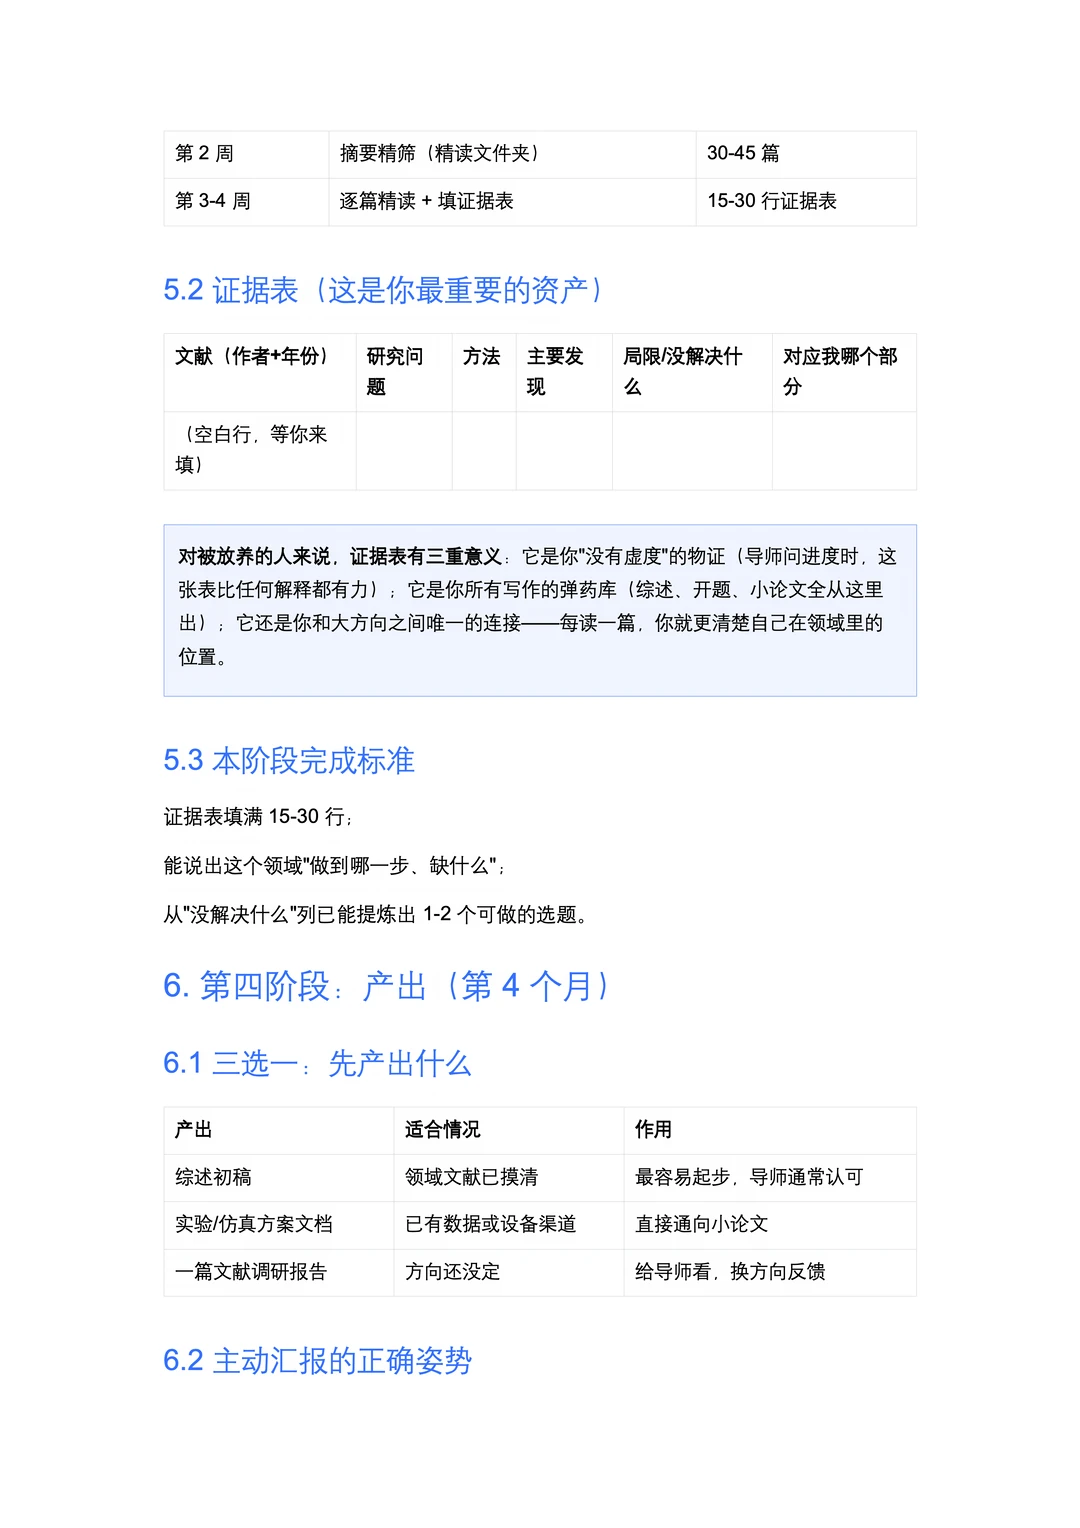 第 2 周 摘要精筛（精读文件夹） 30-45 篇
第 3-4 周 逐篇精读 + 填证据表 15-30 行证据表
5.2 证据表（这是你最重要的资产）
文献（作者+年份） 研究问题 方法 主要发现 局限/没解决什么 对应我哪个部分
（空白行，等你来填）
对被放养的人来说，证据表有三重意义：它是你"没有虚度"的物证（导师问进度时，这
张表比任何解释都有力）；它是你所有写作的弹药库（综述、开题、小论文全从这里
出）；它还是你和大方向之间唯一的连接——每读一篇，你就更清楚自己在领域里的
位置。
5.3 本阶段完成标准
证据表填满 15-30 行；
能说出这个领域"做到哪一步、缺什么"；
从"没解决什么"列已能提炼出 1-2 个可做的选题。
6. 第四阶段：产出（第 4 个月）
6.1 三选一：先产出什么
产出 适合情况 作用
综述初稿 领域文献已摸清 最容易起步，导师通常认可
实验/仿真方案文档 已有数据或设备渠道 直接通向小论文
一篇文献调研报告 方向还没定 给导师看，换方向反馈
6.2 主动汇报的正确姿势